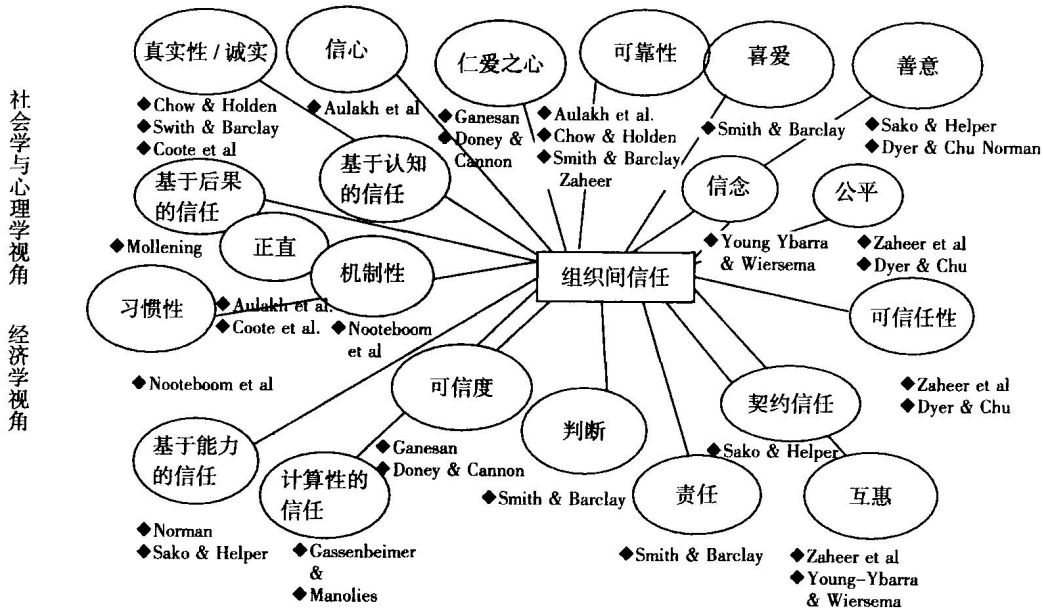 社会学与心理学视角
经济学视角
真实性 / 诚实
◆Chow & Holden
◆Swith & Barclay
◆Coote et al
信心
◆Aulakh et al
仁爱之心
◆Ganesan
◆Doney &
Cannon
可靠性
◆Aulakh et al.
◆Chow & Holden
◆Smith & Barclay
Zaheer
喜爱
◆Smith & Barclay
善意
◆Sako & Helper
◆Dyer & Chu Norman
基于后果
的信任
◆Mollening
基于认知
的信任
信念
◆Young Ybarra
& Wiersema
公平
◆Zaheer et al
◆Dyer & Chu
正直
◆Aulakh et al.
◆Coote et al.
机制性
◆Nooteboom
et al
组织间信任
习惯性
◆Nooteboom et al
可信任性
◆Zaheer et al
◆Dyer & Chu
可信度
◆Ganesan
◆Doney & Cannon
判断
◆Smith & Barclay
契约信任
◆Sako & Helper
基于能力
的信任
◆Norman
◆Sako & Helper
计算性的
信任
◆Gassenbeimer
&
◆Manolies
责任
◆Smith & Barclay
互惠
◆Zaheer et al
◆Young-Ybarra
& Wiersema